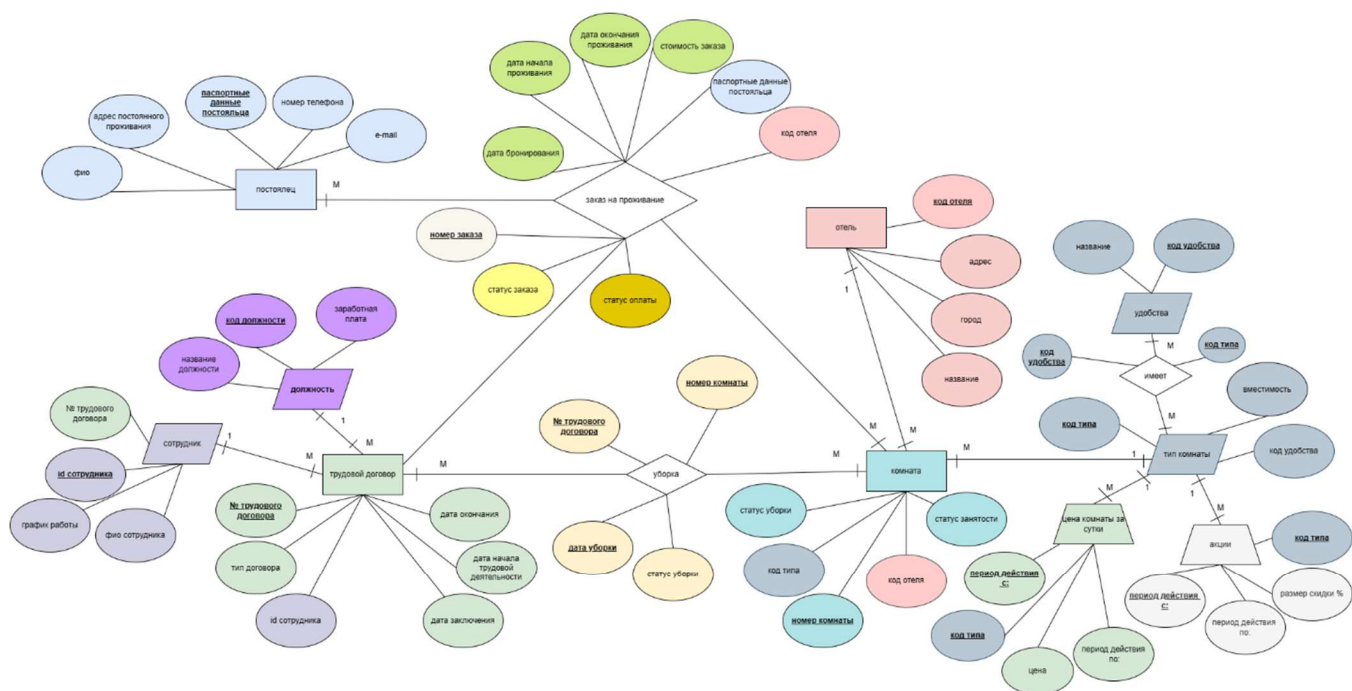 дата окончания
проживания
стоимость заказа
дата начала
проживания
паспортные данные
постояльца
код отеля
дата бронирования
паспортные
данные
постояльца
номер телефона
адрес постоянного
проживания
e-mail
фио
постоялец
М
заказ на проживание
номер заказа
статус заказа
статус оплаты
отель
1
код отеля
адрес
город
название
название
код удобства
удобства
М
код
удобства
код типа
имеет
М
вместимость
код типа
тип комнаты
код удобства
код должности
заработная
плата
название
должности
должность
1
М
№ трудового
договора
сотрудник
1
М
id сотрудника
график работы
фио сотрудника
трудовой договор
М
№ трудового
договора
дата окончания
тип договора
дата начала
трудовой
деятельности
id сотрудника
дата заключения
номер комнаты
№ трудового
договора
уборка
дата уборки
статус уборки
М
М
М
комната
М
1
статус уборки
статус занятости
код типа
код отеля
номер комнаты
1
М
цена комнаты за
сутки
период действия
с:
код типа
цена
период действия
по:
1
М
акции
код типа
период действия
с:
размер скидки %
период действия
по: